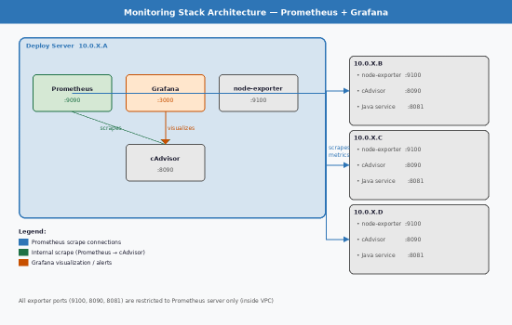 Monitoring Stack Architecture — Prometheus + Grafana
Deploy Server 10.0.X.A
Prometheus
:9090
Grafana
:3000
node-exporter
:9100
scrapes
visualizes
cAdvisor
:8090
scrapes
metrics
10.0.X.B
• node-exporter :9100
• cAdvisor :8090
• Java service :8081
10.0.X.C
• node-exporter :9100
• cAdvisor :8090
• Java service :8081
10.0.X.D
• node-exporter :9100
• cAdvisor :8090
• Java service :8081
Legend:
Prometheus scrape connections
Internal scrape (Prometheus → cAdvisor)
Grafana visualization / alerts
All exporter ports (9100, 8090, 8081) are restricted to Prometheus server only (inside VPC)